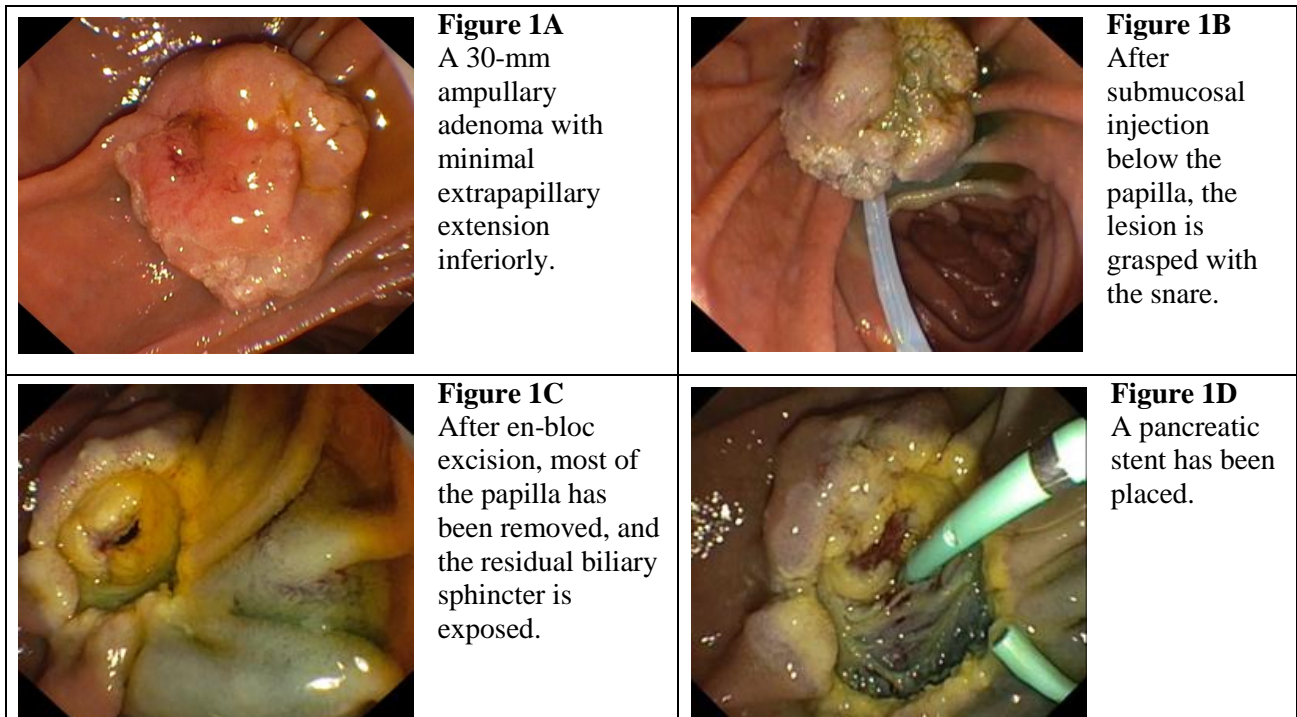 Figure 1A
A 30-mm
ampullary
adenoma with
minimal
extrapapillary
extension
inferiorly.
Figure 1B
After
submucosal
injection
below the
papilla, the
lesion is
grasped with
the snare.
Figure 1C
After en-bloc
excision, most of
the papilla has
been removed, and
the residual biliary
sphincter is
exposed.
Figure 1D
A pancreatic
stent has been
placed.